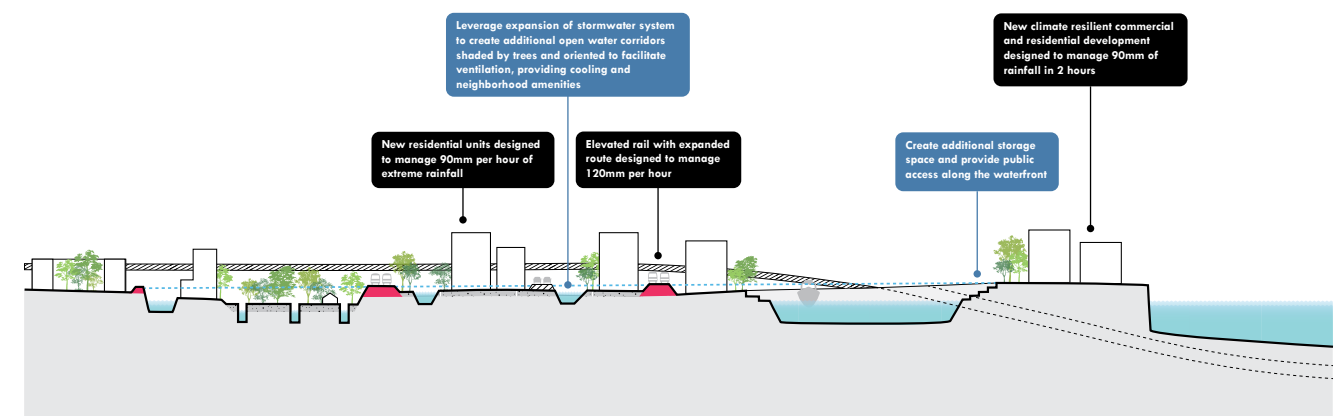 Leverage expansion of stormwater system
to create additional open water corridors
shaded by trees and oriented to facilitate
ventilation, providing cooling and
neighborhood amenities
New climate resilient commercial
and residential development
designed to manage 90mm of
rainfall in 2 hours
New residential units designed
to manage 90mm per hour of
extreme rainfall
Elevated rail with expanded
route designed to manage
120mm per hour
Create additional storage
space and provide public
access along the waterfront